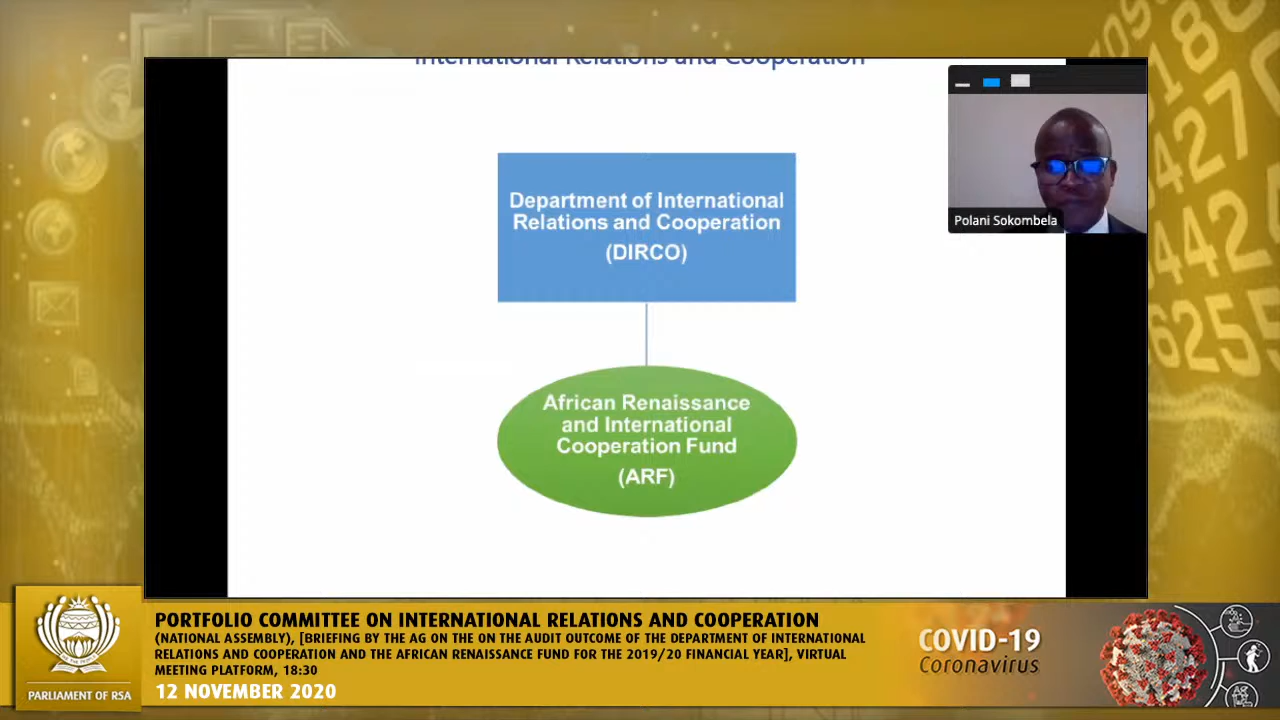 International Relations and Cooperation
Department of International
Relations and Cooperation
(DIRCO)
African Renaissance
and International
Cooperation Fund
(ARF)
Polani Sokombela
PARLIAMENT OF RSA
PORTFOLIO COMMITTEE ON INTERNATIONAL RELATIONS AND COOPERATION
(NATIONAL ASSEMBLY), [BRIEFING BY THE AG ON THE ON THE AUDIT OUTCOME OF THE DEPARTMENT OF INTERNATIONAL
RELATIONS AND COOPERATION AND THE AFRICAN RENAISSANCE FUND FOR THE 2019/20 FINANCIAL YEAR], VIRTUAL
MEETING PLATFORM, 18:30
12 NOVEMBER 2020
COVID-19
Coronavirus